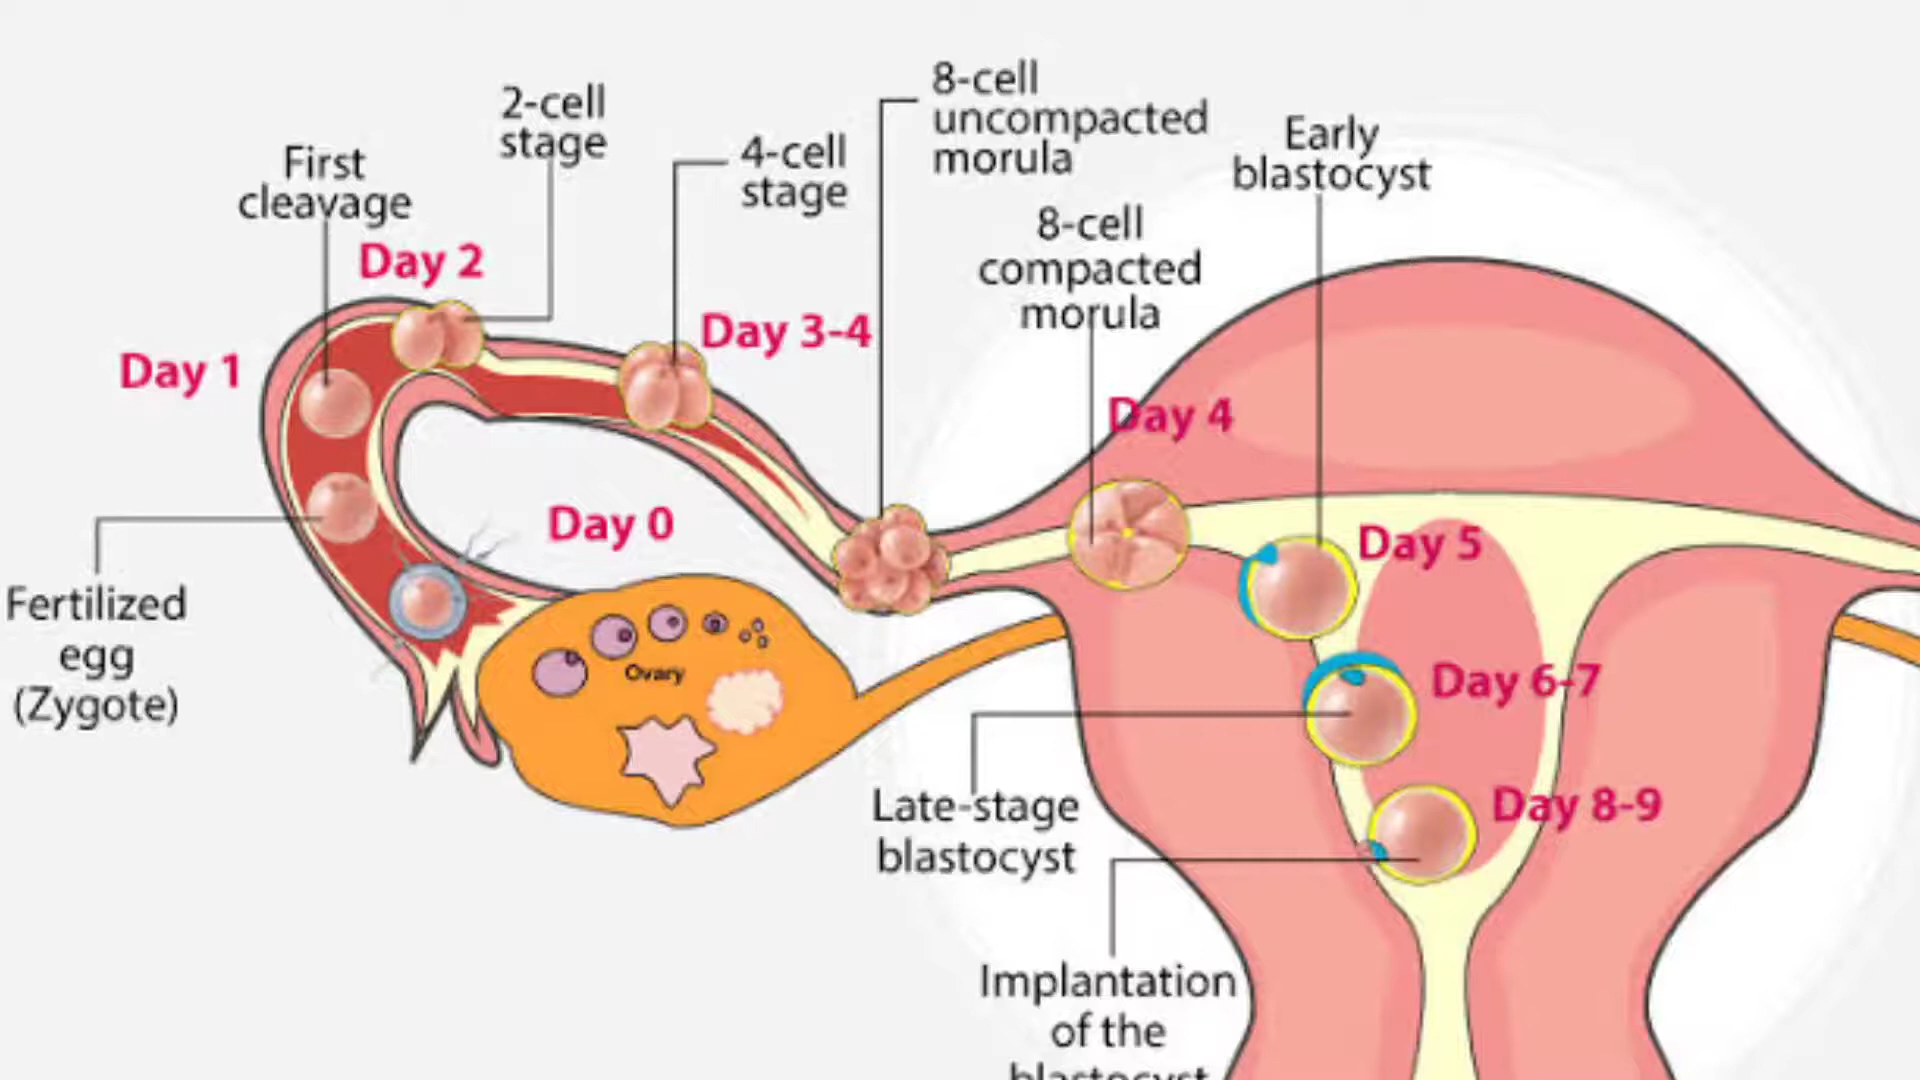 First
cleavage
2-cell
stage
4-cell
stage
8-cell
uncompacted
morula
8-cell
compacted
morula
Early
blastocyst
Day 2
Day 1
Day 3-4
Day 4
Day 0
Day 5
Fertilized
egg
(Zygote)
Ovary
Day 6-7
Late-stage
blastocyst
Day 8-9
Implantation
of the
blastocyst